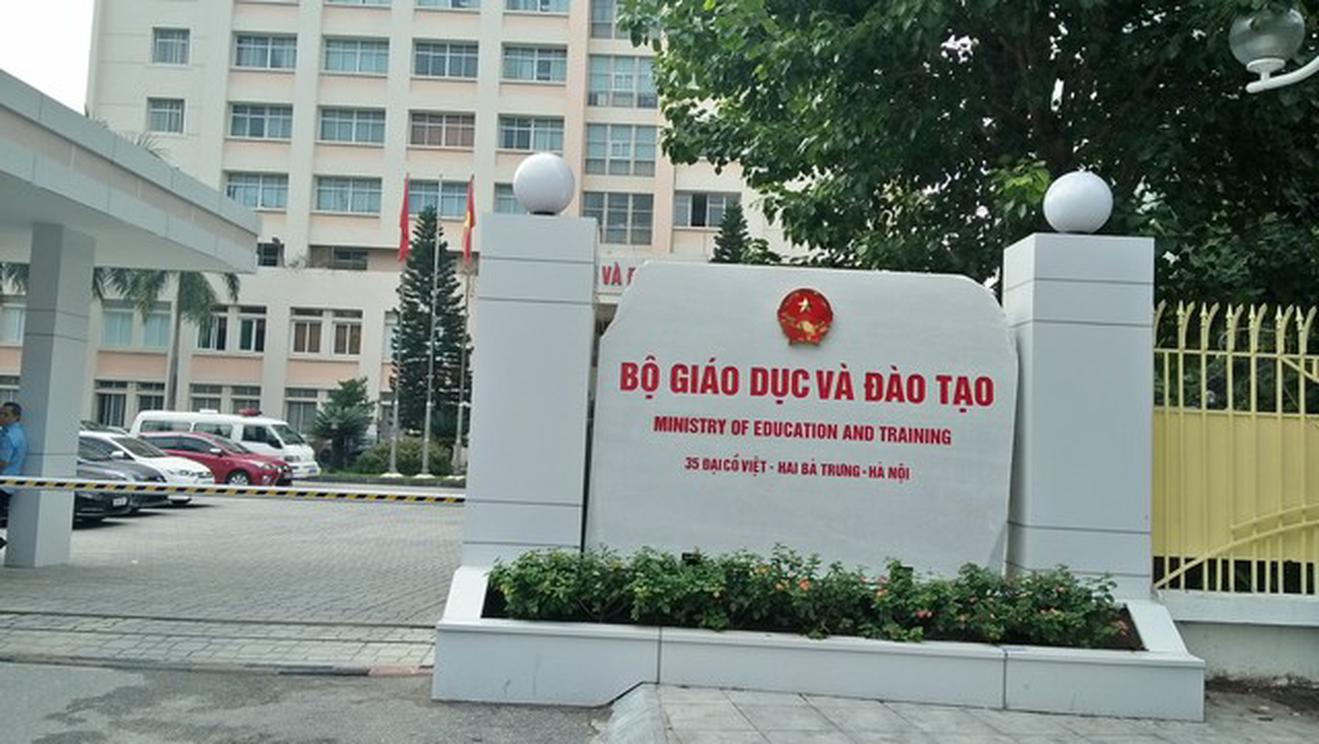 BỘ GIÁO DỤC VÀ ĐÀO TẠO
MINISTRY OF EDUCATION AND TRAINING
35 ĐẠI CỒ VIỆT - HAI BÀ TRƯNG - HÀ NỘI
VÀ